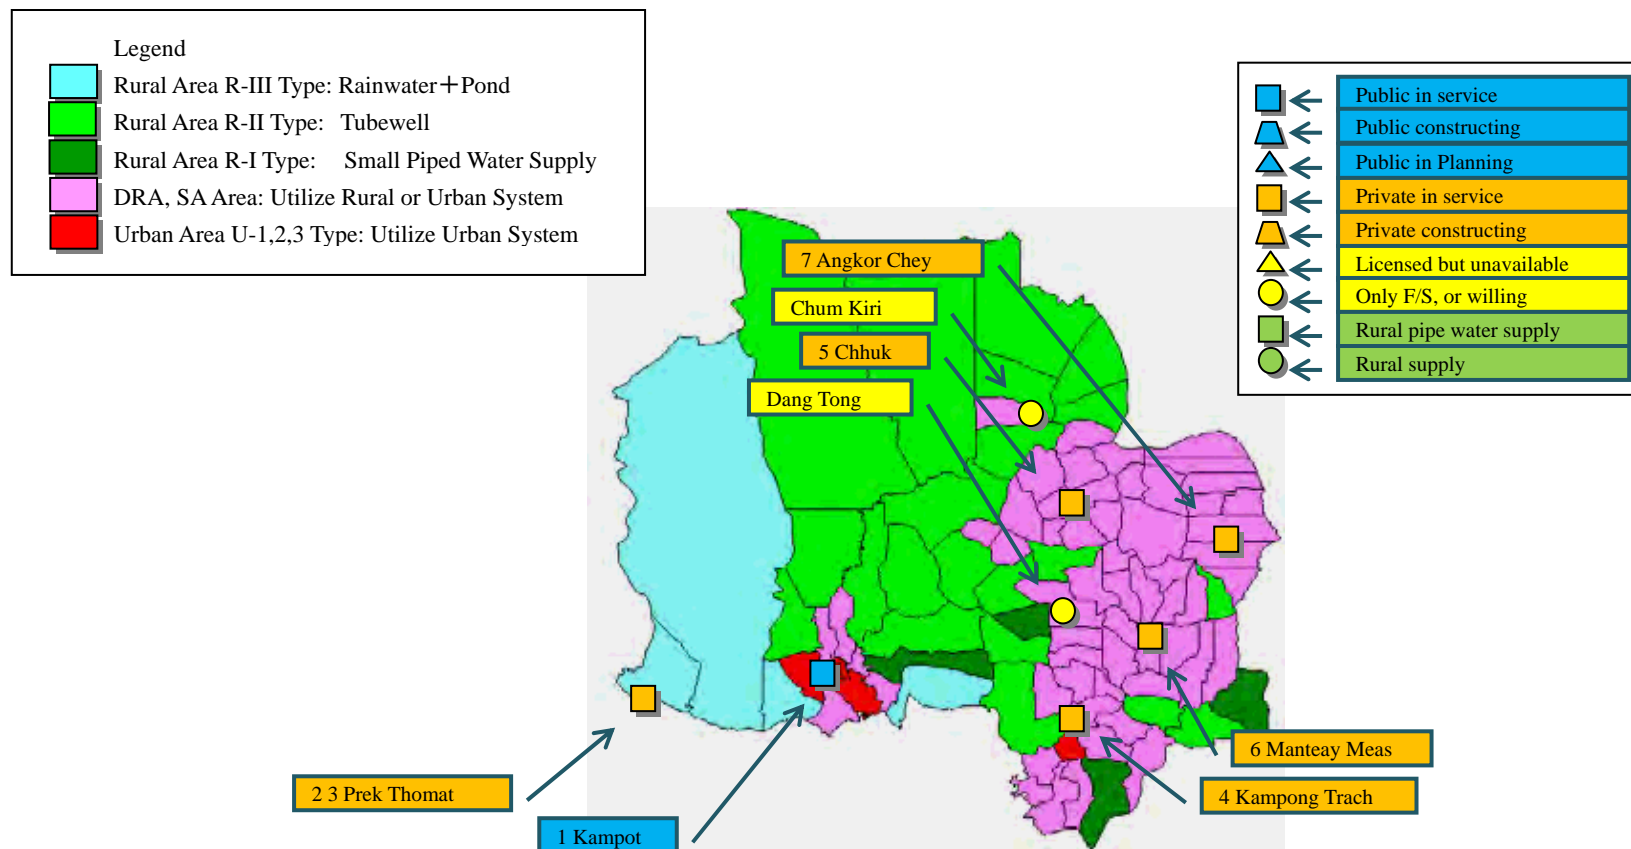 Legend
Rural Area R-III Type: Rainwater＋Pond
Rural Area R-II Type: Tubewell
Rural Area R-I Type: Small Piped Water Supply
DRA, SA Area: Utilize Rural or Urban System
Urban Area U-1,2,3 Type: Utilize Urban System
Public in service
Public constructing
Public in Planning
Private in service
Private constructing
Licensed but unavailable
Only F/S, or willing
Rural pipe water supply
Rural supply
7 Angkor Chey
Chum Kiri
5 Chhuk
Dang Tong
6 Manteay Meas
2 3 Prek Thomat
4 Kampong Trach
1 Kampot